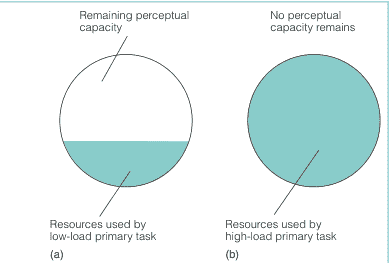 Remaining perceptual
capacity
No perceptual
capacity remains
Resources used by
low-load primary task
(a)
Resources used by
high-load primary task
(b)